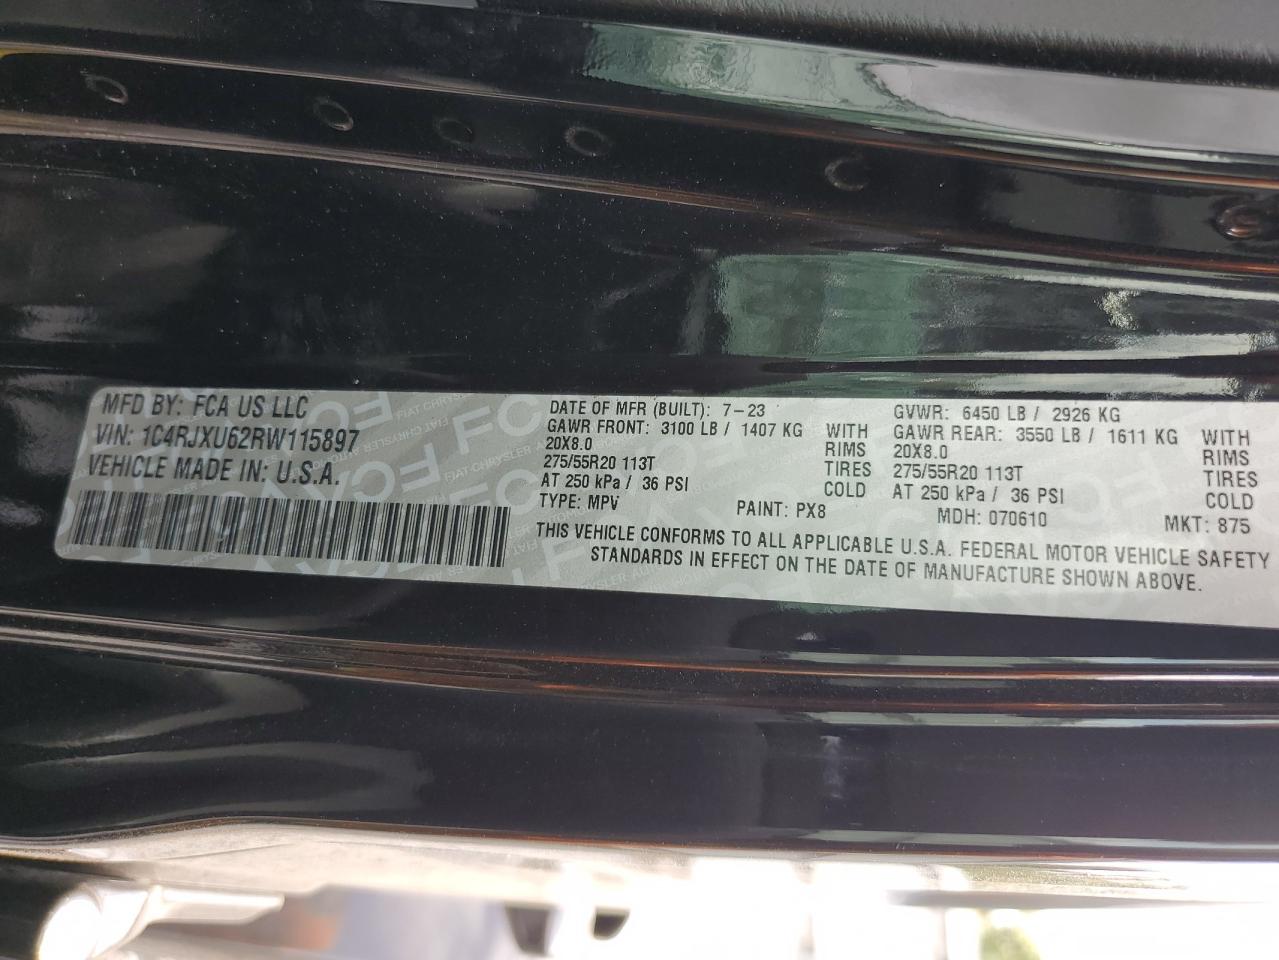 MFD BY: FCA US LLC
VIN: 1C4RJXU62RW115897
VEHICLE MADE IN: U.S.A.
DATE OF MFR (BUILT): 7-23
GAWR FRONT: 3100 LB / 1407 KG WITH
20X8.0 RIMS
275/55R20 113T TIRES
AT 250 kPa / 36 PSI COLD
TYPE: MPV PAINT: PX8
GVWR: 6450 LB / 2926 KG
GAWR REAR: 3550 LB / 1611 KG WITH
20X8.0 RIMS
275/55R20 113T TIRES
AT 250 kPa / 36 PSI COLD
MDH: 070610 MKT: 875
THIS VEHICLE CONFORMS TO ALL APPLICABLE U.S.A. FEDERAL MOTOR VEHICLE SAFETY
STANDARDS IN EFFECT ON THE DATE OF MANUFACTURE SHOWN ABOVE.